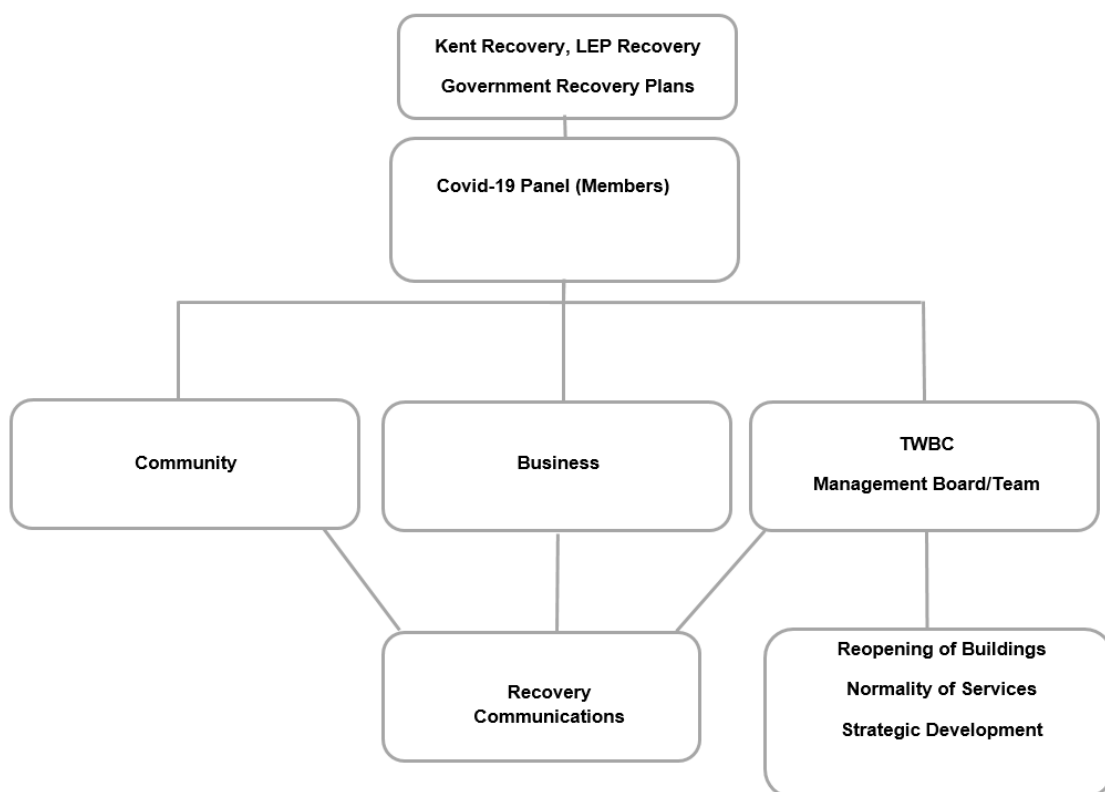 Kent Recovery, LEP Recovery
Government Recovery Plans
Covid-19 Panel (Members)
Community
Business
TWBC
Management Board/Team
Recovery
Communications
Reopening of Buildings
Normality of Services
Strategic Development